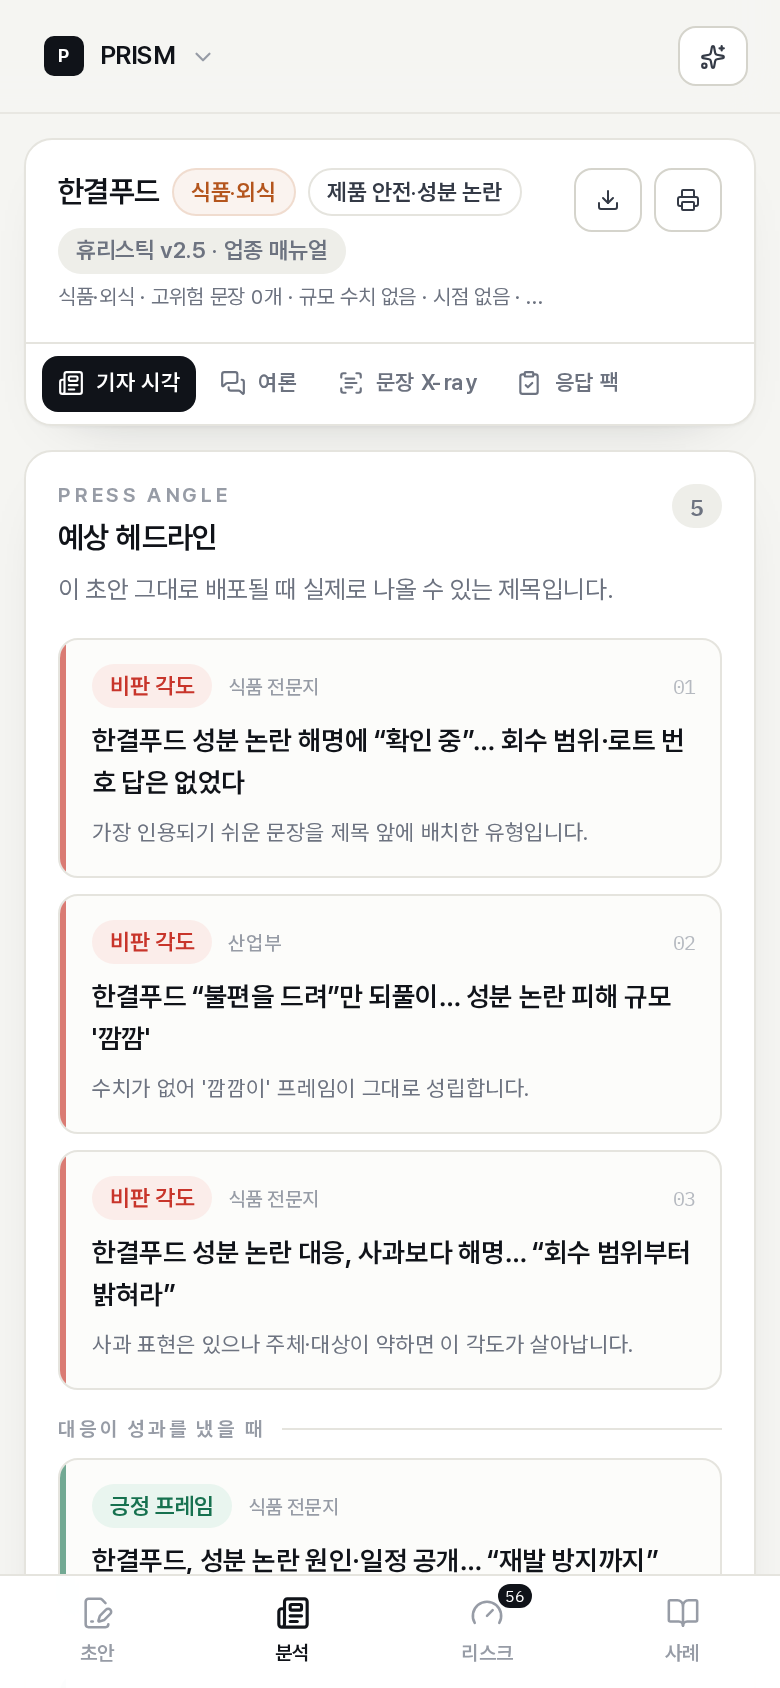 P PRISM
한결푸드 식품·외식 제품 안전·성분 논란
휴리스틱 v2.5 · 업종 매뉴얼
식품·외식 · 고위험 문장 0개 · 규모 수치 없음 · 시점 없음 · ...
기자 시각 여론 문장 X-ray 응답 팩
PRESS ANGLE
5
예상 헤드라인
이 초안 그대로 배포될 때 실제로 나올 수 있는 제목입니다.
비판 각도 식품 전문지 01
한결푸드 성분 논란 해명에 “확인 중”… 회수 범위·로트 번
호 답은 없었다
가장 인용되기 쉬운 문장을 제목 앞에 배치한 유형입니다.
비판 각도 산업부 02
한결푸드 “불편을 드려”만 되풀이… 성분 논란 피해 규모
'깜깜'
수치가 없어 '깜깜이' 프레임이 그대로 성립합니다.
비판 각도 식품 전문지 03
한결푸드 성분 논란 대응, 사과보다 해명… “회수 범위부터
밝혀라”
사과 표현은 있으나 주체·대상이 약하면 이 각도가 살아납니다.
대응이 성과를 냈을 때
긍정 프레임 식품 전문지
한결푸드, 성분 논란 원인·일정 공개… “재발 방지까지”
56
초안 분석 리스크 사례